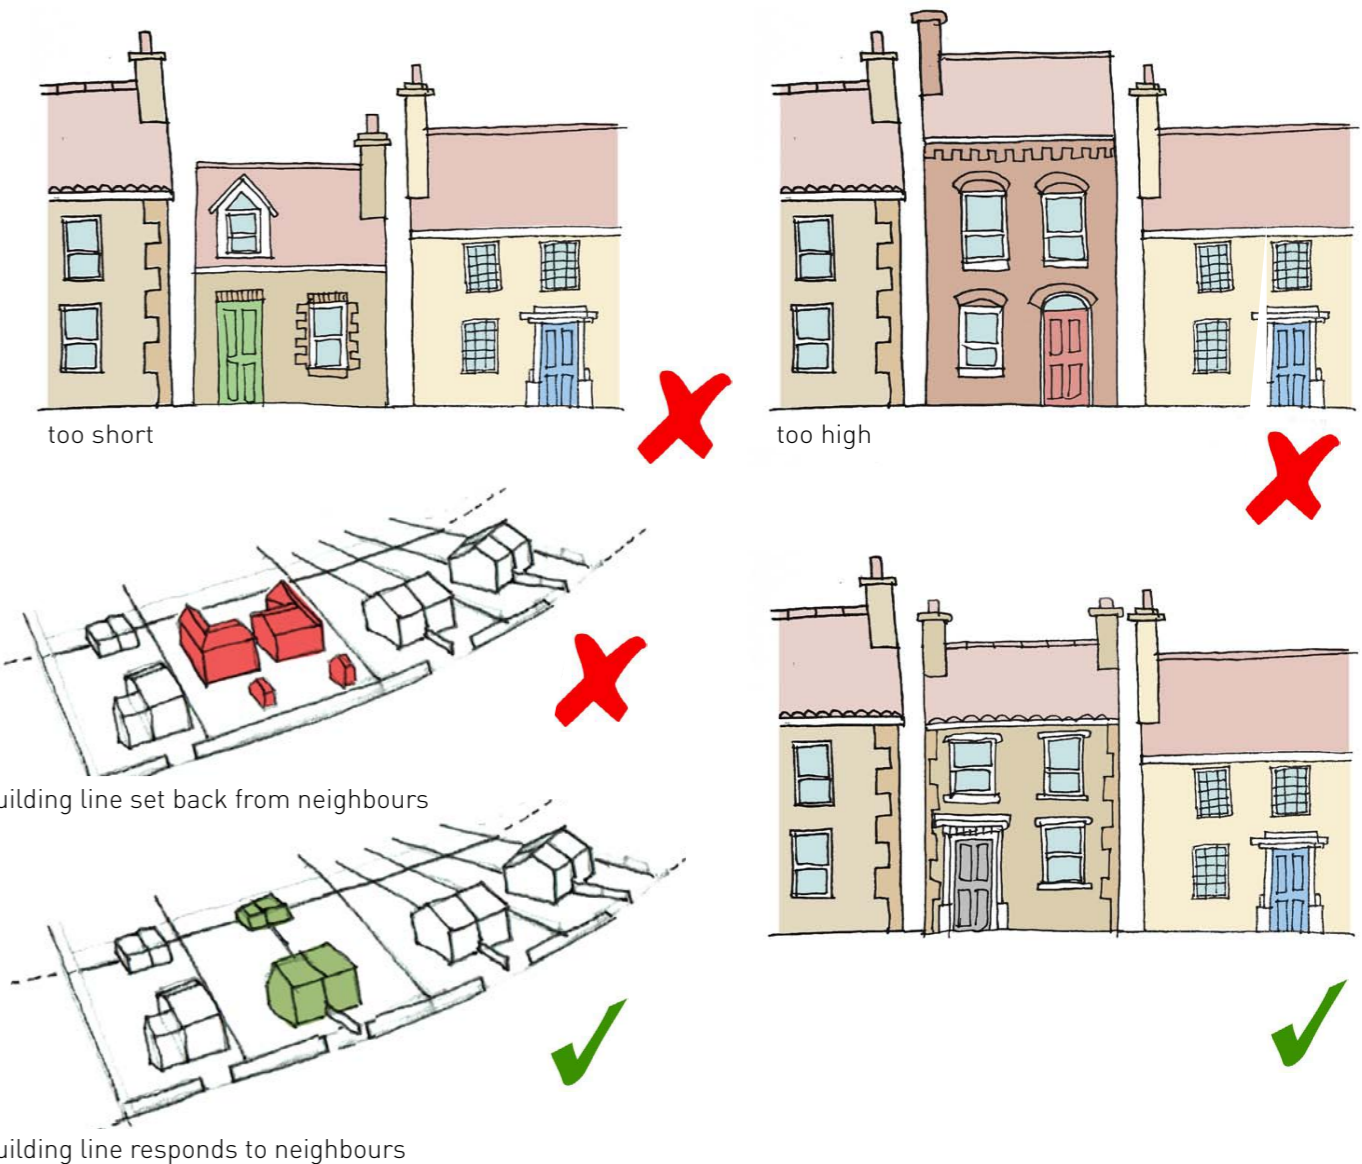 too short
too high
uilding line set back from neighbours
uilding line responds to neighbours